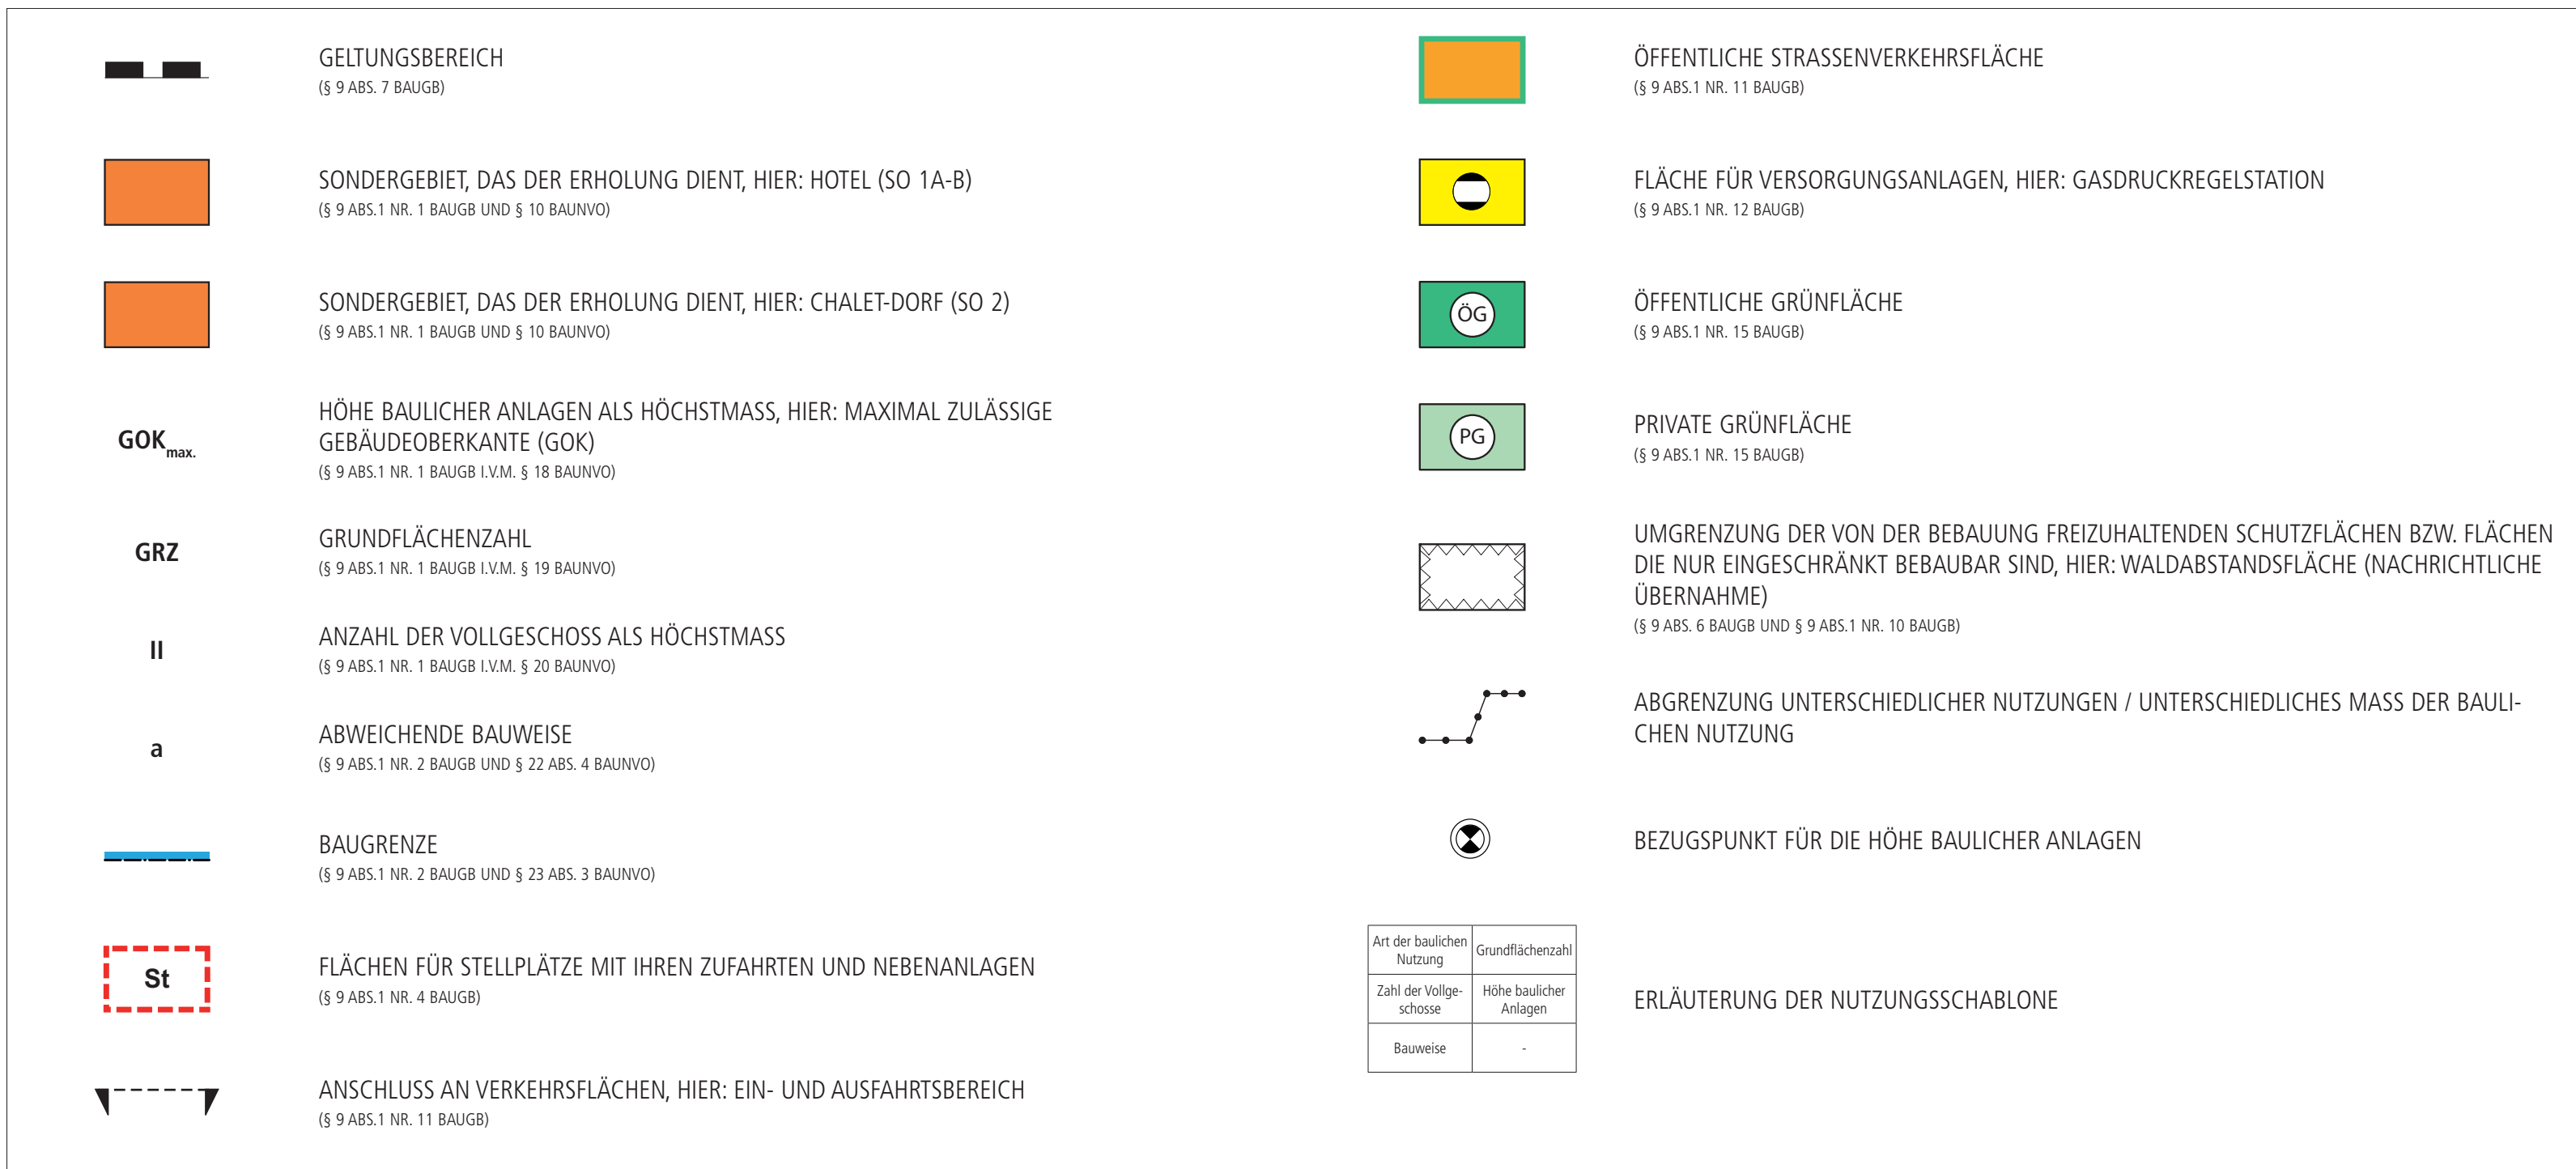 GELTUNGSBEREICH
(§ 9 ABS. 7 BAUGB)
SONDERGEBIET, DAS DER ERHOLUNG DIENT, HIER: HOTEL (SO 1A-B)
(§ 9 ABS.1 NR. 1 BAUGB UND § 10 BAUNVO)
SONDERGEBIET, DAS DER ERHOLUNG DIENT, HIER: CHALET-DORF (SO 2)
(§ 9 ABS.1 NR. 1 BAUGB UND § 10 BAUNVO)
GOK max.
HÖHE BAULICHER ANLAGEN ALS HÖCHSTMASS, HIER: MAXIMAL ZULÄSSIGE
GEBÄUDEOBERKANTE (GOK)
(§ 9 ABS.1 NR. 1 BAUGB I.V.M. § 18 BAUNVO)
GRZ
GRUNDFLÄCHENZAHL
(§ 9 ABS.1 NR. 1 BAUGB I.V.M. § 19 BAUNVO)
II
ANZAHL DER VOLLGESCHOSS ALS HÖCHSTMASS
(§ 9 ABS.1 NR. 1 BAUGB I.V.M. § 20 BAUNVO)
a
ABWEICHENDE BAUWEISE
(§ 9 ABS.1 NR. 2 BAUGB UND § 22 ABS. 4 BAUNVO)
BAUGRENZE
(§ 9 ABS.1 NR. 2 BAUGB UND § 23 ABS. 3 BAUNVO)
St
FLÄCHEN FÜR STELLPLÄTZE MIT IHREN ZUFAHRTEN UND NEBENANLAGEN
(§ 9 ABS.1 NR. 4 BAUGB)
ANSCHLUSS AN VERKEHRSFLÄCHEN, HIER: EIN- UND AUSFAHRTSBEREICH
(§ 9 ABS.1 NR. 11 BAUGB)
ÖFFENTLICHE STRASSENVERKEHRSFLÄCHE
(§ 9 ABS.1 NR. 11 BAUGB)
FLÄCHE FÜR VERSORGUNGSANLAGEN, HIER: GASDRUCKREGELSTATION
(§ 9 ABS.1 NR. 12 BAUGB)
ÖG
ÖFFENTLICHE GRÜNFLÄCHE
(§ 9 ABS.1 NR. 15 BAUGB)
PG
PRIVATE GRÜNFLÄCHE
(§ 9 ABS.1 NR. 15 BAUGB)
UMGRENZUNG DER VON DER BEBAUUNG FREIZUHALTENDEN SCHUTZFLÄCHEN BZW. FLÄCHEN
DIE NUR EINGESCHRÄNKT BEBAUBAR SIND, HIER: WALDABSTANDSFLÄCHE (NACHRICHTLICHE
ÜBERNAHME)
(§ 9 ABS. 6 BAUGB UND § 9 ABS.1 NR. 10 BAUGB)
ABGRENZUNG UNTERSCHIEDLICHER NUTZUNGEN / UNTERSCHIEDLICHES MASS DER BAULI-
CHEN NUTZUNG
BEZUGSPUNKT FÜR DIE HÖHE BAULICHER ANLAGEN
Art der baulichen
Nutzung
Grundflächenzahl
Zahl der Vollge-
schosse
Höhe baulicher
Anlagen
Bauweise
-
ERLÄUTERUNG DER NUTZUNGSSCHABLONE